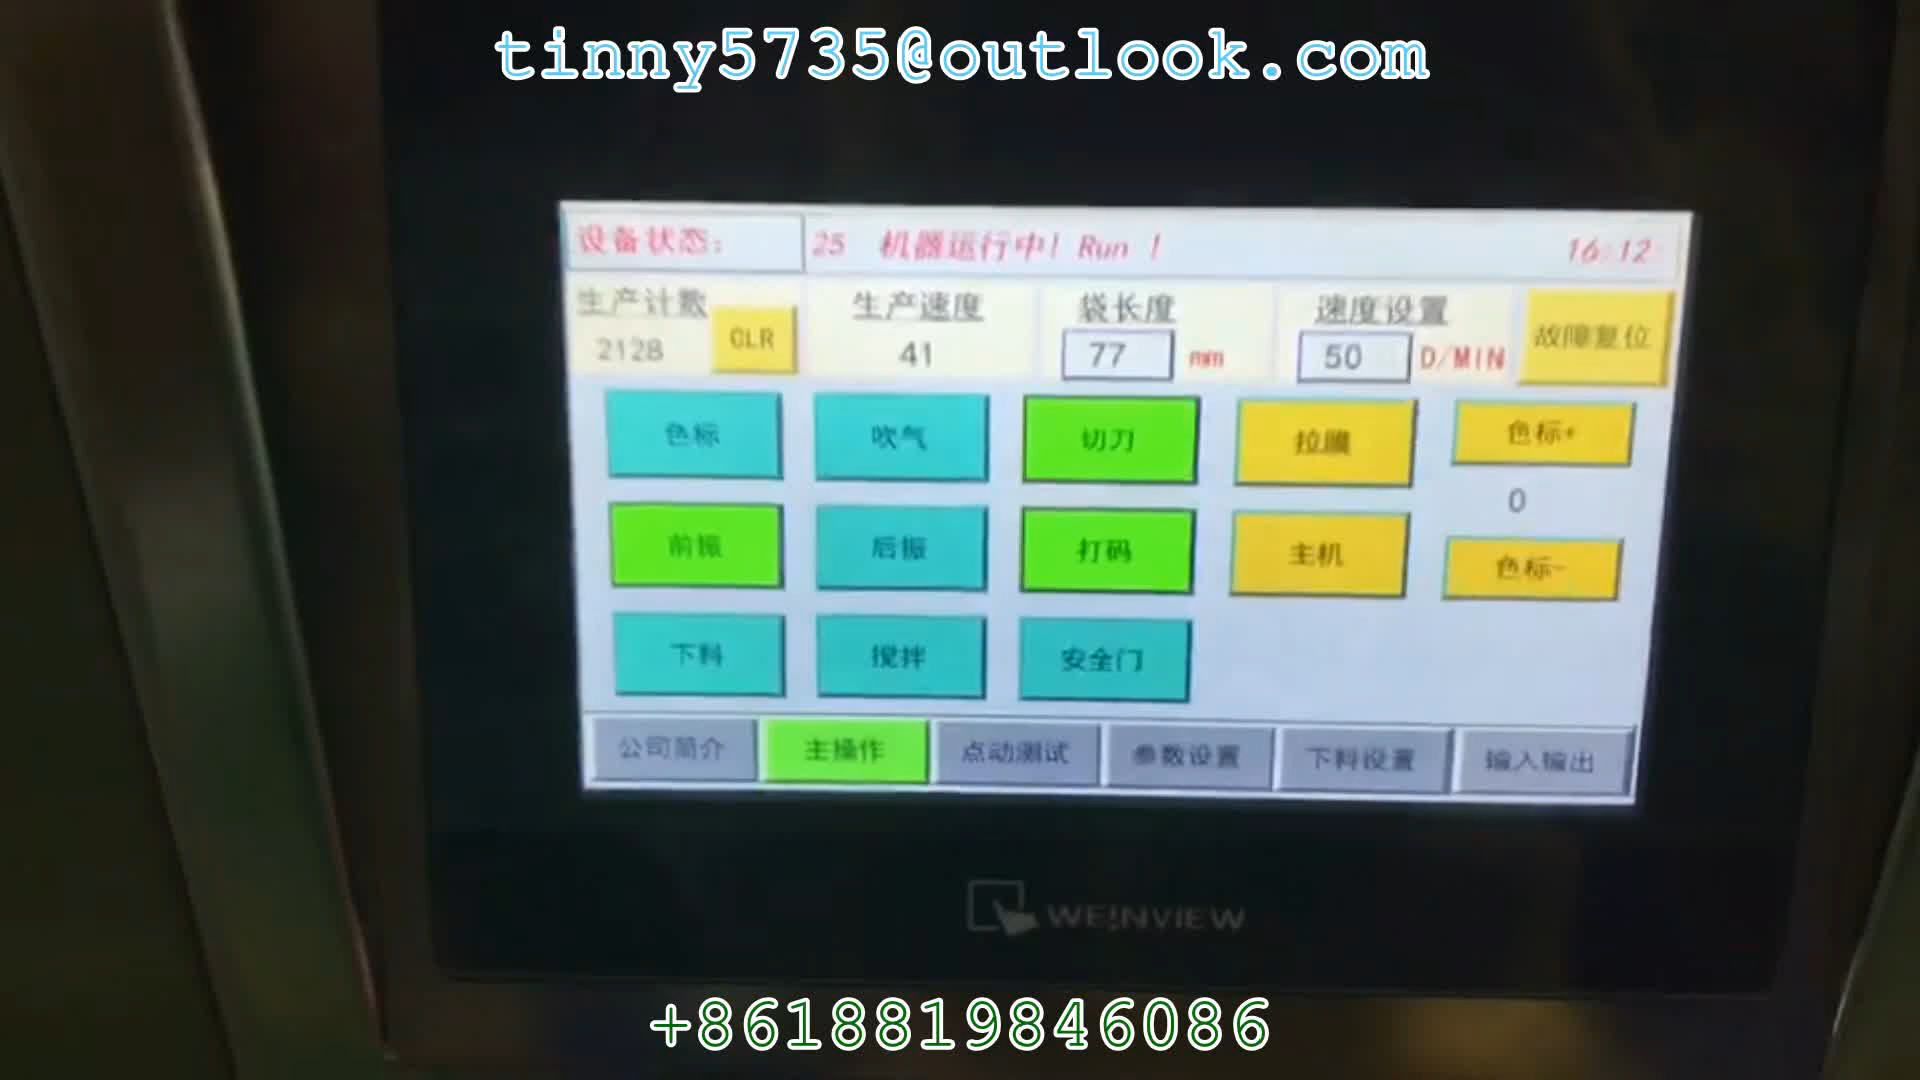 tinny5735@outlook.com
设备状态: 25 机器运行中! Run ! 16:12
生产计数 生产速度 袋长度 速度设置 故障复位
2128 CLR 41 77 mm 50 D/MIN
色标 吹气 切刀 拉膜 色标+
0
前振 后振 打码 主机 色标-
下料 搅拌 安全门
公司简介 主操作 点动测试 参数设置 下料设置 输入输出
WEINVIEW
+8618819846086